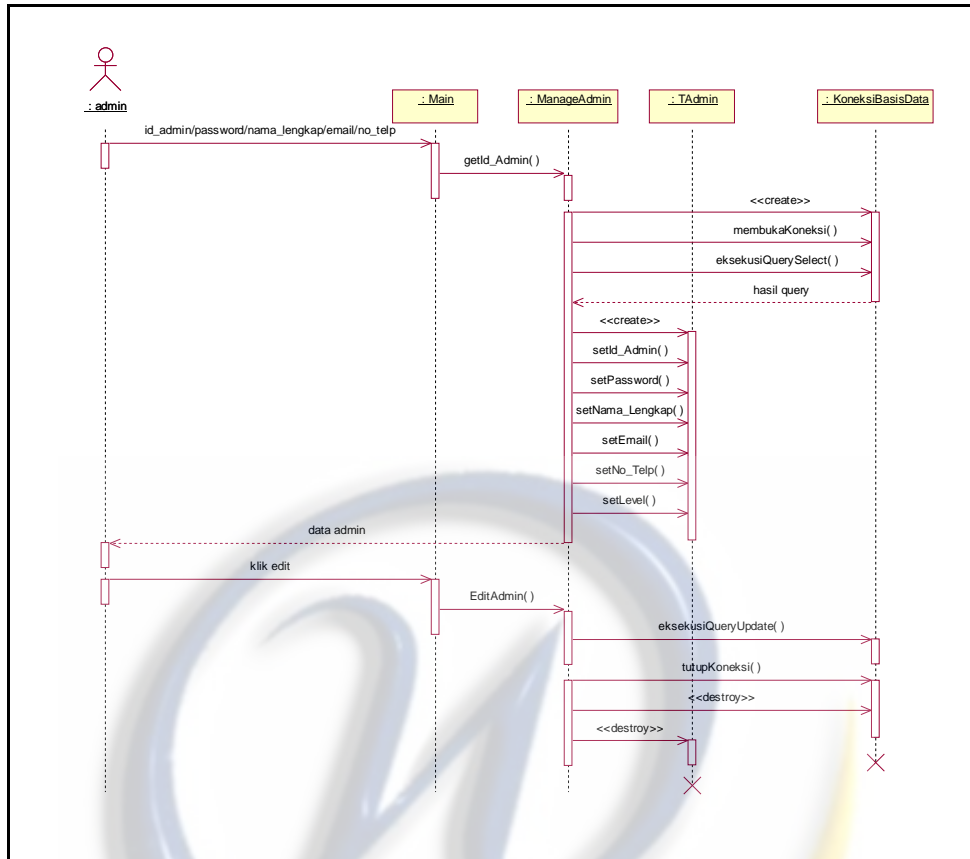 : admin
: Main
: ManageAdmin
: TAdmin
: KoneksiBasisData
id_admin/password/nama_lengkap/email/no_telp
getId_Admin( )
<<create>>
membukaKoneksi( )
eksekusiQuerySelect( )
hasil query
<<create>>
setId_Admin( )
setPassword( )
setNama_Lengkap( )
setEmail( )
setNo_Telp( )
setLevel( )
data admin
klik edit
EditAdmin( )
eksekusiQueryUpdate( )
tutupKoneksi( )
<<destroy>>
<<destroy>>